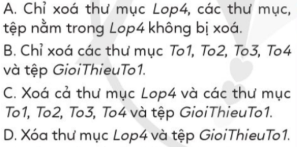 A. Chỉ xoá thư mục Lop4, các thư mục,
tệp nằm trong Lop4 không bị xoá.
B. Chỉ xoá các thư mục To1, To2, To3, To4
và tệp GioiThieuTo1.
C. Xoá cả thư mục Lop4 và các thư mục
To1, To2, To3, To4 và tệp GioiThieuTo1.
D. Xóa thư mục Lop4 và tệp GioiThieuTo1.